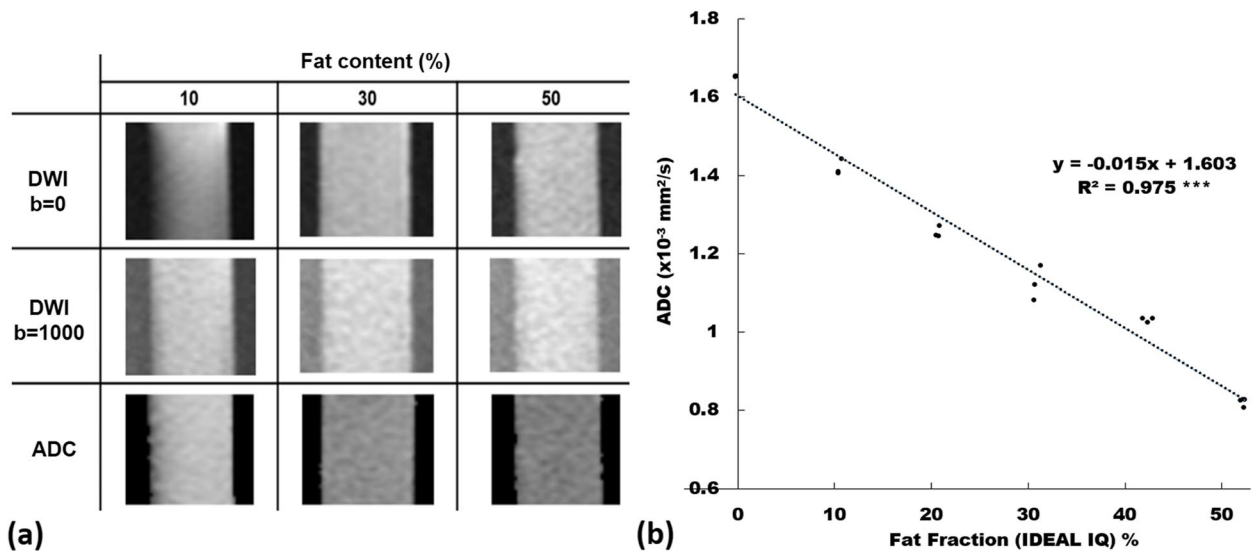 (a)
Fat content (%)
10 30 50
DWI
b=0
DWI
b=1000
ADC
(b)
ADC (x10⁻³ mm²/s)
1.8
1.6
1.4
1.2
1
0.8
0.6
y = -0.015x + 1.603
R² = 0.975 ***
0 10 20 30 40 50
Fat Fraction (IDEAL IQ) %